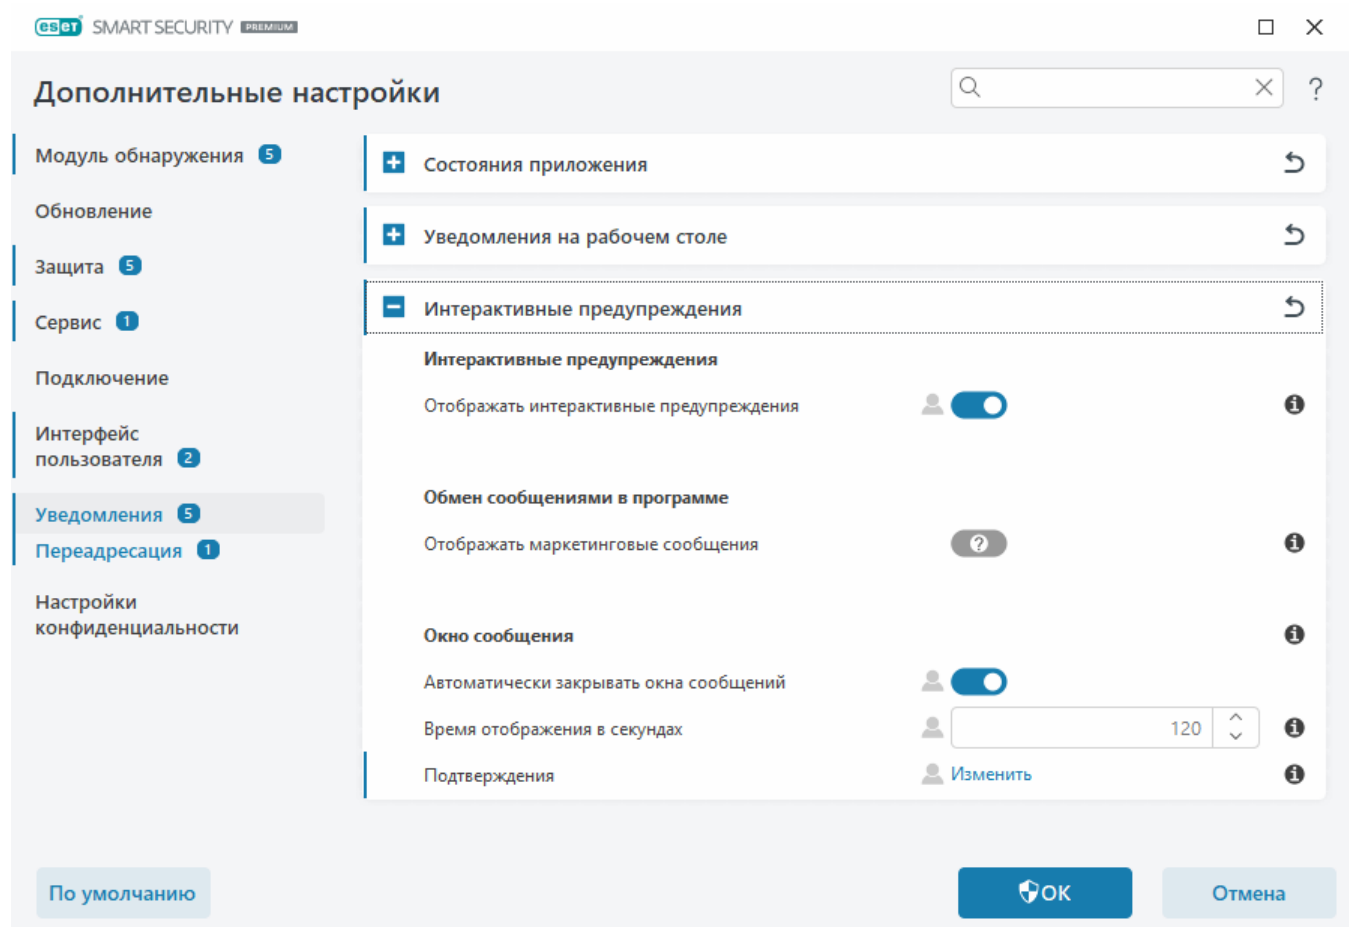 eset SMART SECURITY PREMIUM
Дополнительные настройки
?
Модуль обнаружения 5
Обновление
Защита 5
Сервис 1
Подключение
Интерфейс
пользователя 2
Уведомления 5
Переадресация 1
Настройки
конфиденциальности
Состояния приложения
Уведомления на рабочем столе
Интерактивные предупреждения
Интерактивные предупреждения
Отображать интерактивные предупреждения
Обмен сообщениями в программе
Отображать маркетинговые сообщения ?
Окно сообщения
Автоматически закрывать окна сообщений
Время отображения в секундах 120
Подтверждения Изменить
По умолчанию
ОК
Отмена